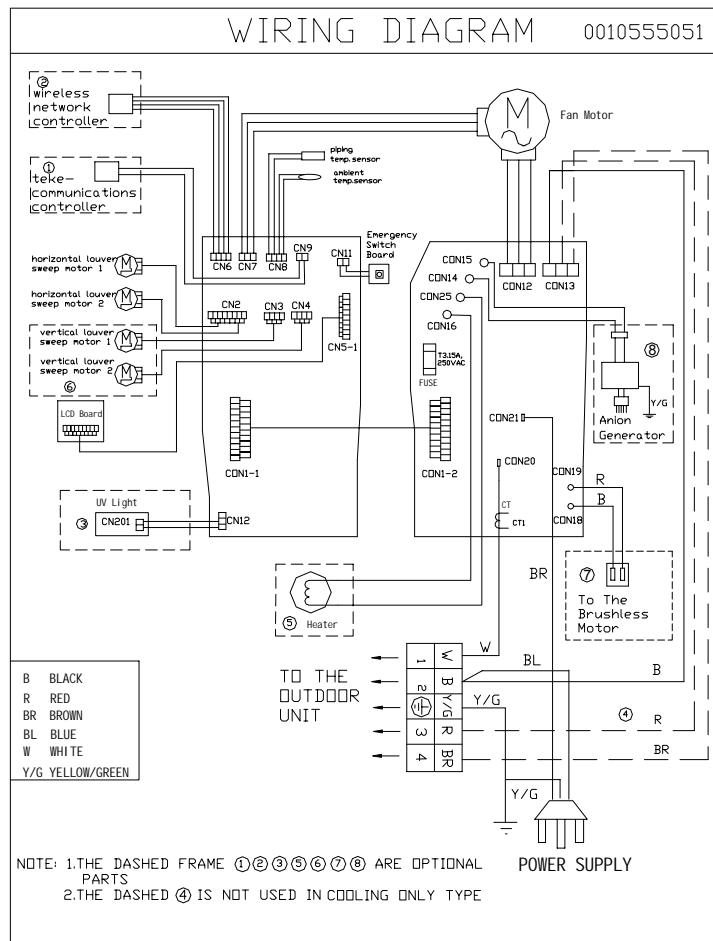 WIRING DIAGRAM 0010555051
②
wireless
network
controller
①
teke-
communications
controller
M
Fan Motor
piping
temp.sensor
ambient
temp.sensor
CN6 CN7 CN8 CN9
CN11
Emergency
Switch
Board
horizontal louver
sweep motor 1
M
horizontal louver
sweep motor 2
M
vertical louver
sweep motor 1
M
vertical louver
sweep motor 2
M
⑥
CN2 CN3 CN4
CN5-1
LCD Board
CON1-1
UV Light
③
CN201
CN12
CON15
CON14
CON25
CON16
CON12 CON13
T3.15A,
250VAC
FUSE
CON21
CON1-2
CON20
CT
CT1
CON19
R
B
CON18
⑧
Y/G
Anion
Generator
⑦
To The
Brushless
Motor
BR
⑤ Heater
TO THE
OUTDOOR
UNIT
1 W
2 B
Y/G
3 R
4 BR
W
BL
B
Y/G
④
R
BR
Y/G
POWER SUPPLY
B BLACK
R RED
BR BROWN
BL BLUE
W WHITE
Y/G YELLOW/GREEN
NOTE: 1.THE DASHED FRAME ①②③⑤⑥⑦⑧ ARE OPTIONAL
PARTS
2.THE DASHED ④ IS NOT USED IN COOLING ONLY TYPE